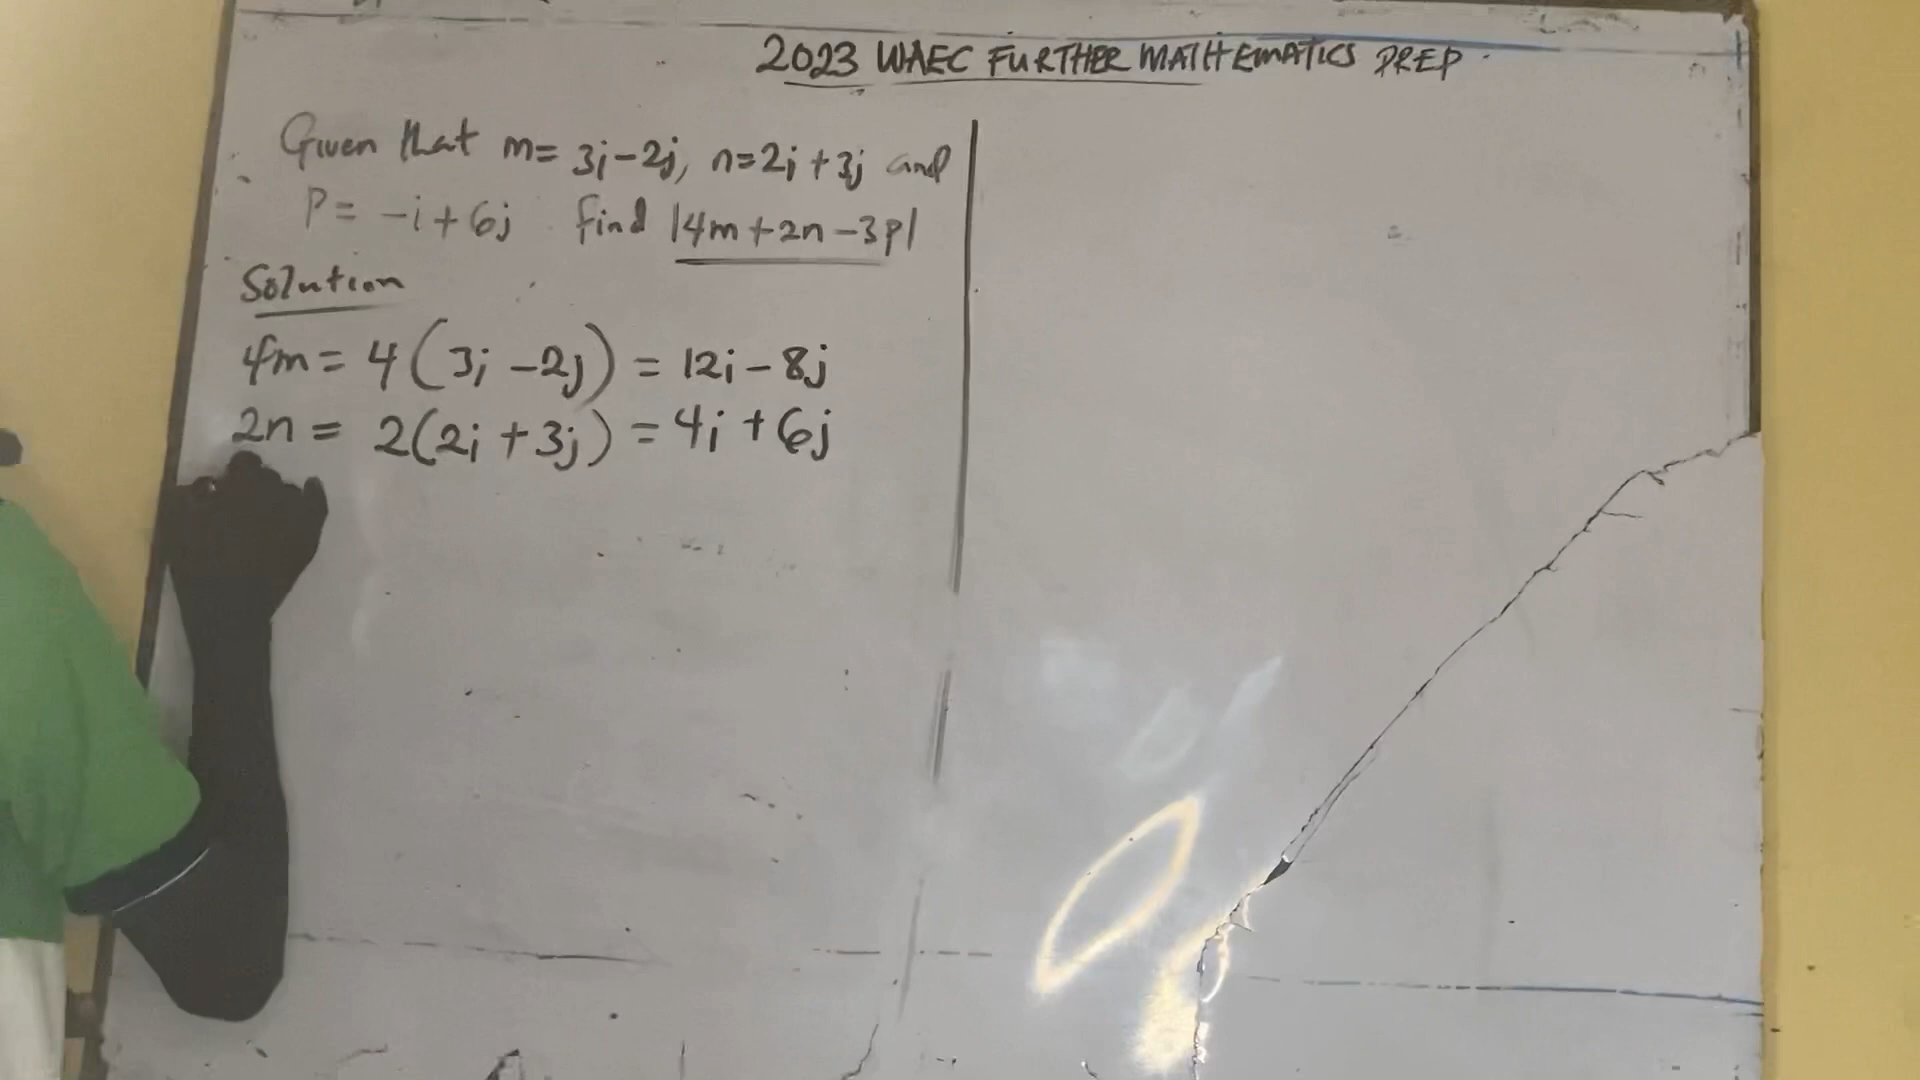 2023 WAEC FURTHER MATHEMATICS PREP
Given that m= 3i-2j, n=2i+3j and
P= -i+6j find |4m+2n-3p|
Solution
4m= 4(3i-2j) = 12i-8j
2n= 2(2i+3j) = 4i+6j